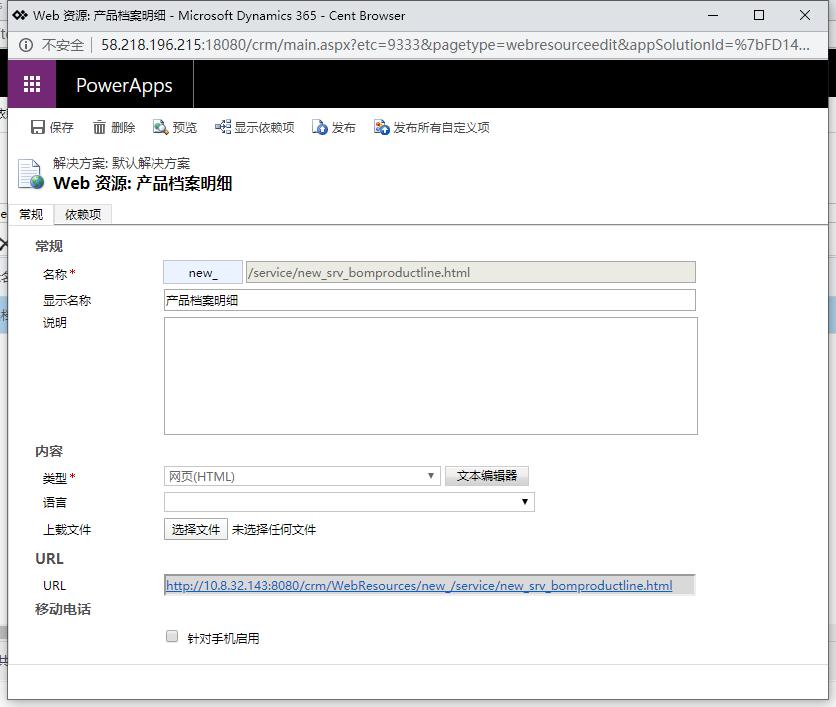 Web 资源: 产品档案明细 - Microsoft Dynamics 365 - Cent Browser
不安全 | 58.218.196.215:18080/crm/main.aspx?etc=9333&pagetype=webresourceedit&appSolutionId=%7bFD14...
PowerApps
保存 删除 预览 显示依赖项 发布 发布所有自定义项
解决方案: 默认解决方案
Web 资源: 产品档案明细
常规 依赖项
常规
名称* new_ /service/new_srv_bomproductline.html
显示名称 产品档案明细
说明
内容
类型* 网页(HTML) 文本编辑器
语言
上载文件 选择文件 未选择任何文件
URL
URL http://10.8.32.143:8080/crm/WebResources/new_/service/new_srv_bomproductline.html
移动电话
针对手机启用